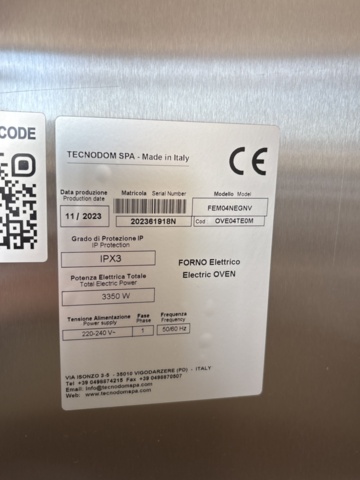 CODE
TECNODOM SPA - Made in Italy
CE
Data produzione Matricola Serial Number Modello Model
Production date
FEM04NEGNV
11 / 2023 202361918N Cod. OVE04TE0M
Grado di Protezione IP
IP Protection
IPX3
FORNO Elettrico
Electric OVEN
Potenza Elettrica Totale
Total Electric Power
3350 W
Tensione Alimentazione Fase Frequenza
Power supply Phase Frequency
220-240 V~ 1 50/60 Hz
VIA ISONZO 3-5 - 35010 VIGODARZERE (PD) - ITALY
Tel +39 0498874215 Fax +39 0498870507
Email: info@tecnodomspa.com
Web: www.tecnodomspa.com